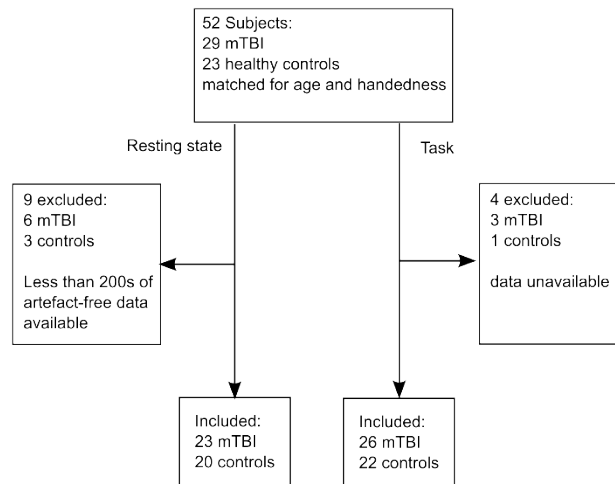 52 Subjects:
29 mTBI
23 healthy controls
matched for age and handedness
Resting state
Task
9 excluded:
6 mTBI
3 controls
Less than 200s of
artefact-free data
available
4 excluded:
3 mTBI
1 controls
data unavailable
Included:
23 mTBI
20 controls
Included:
26 mTBI
22 controls